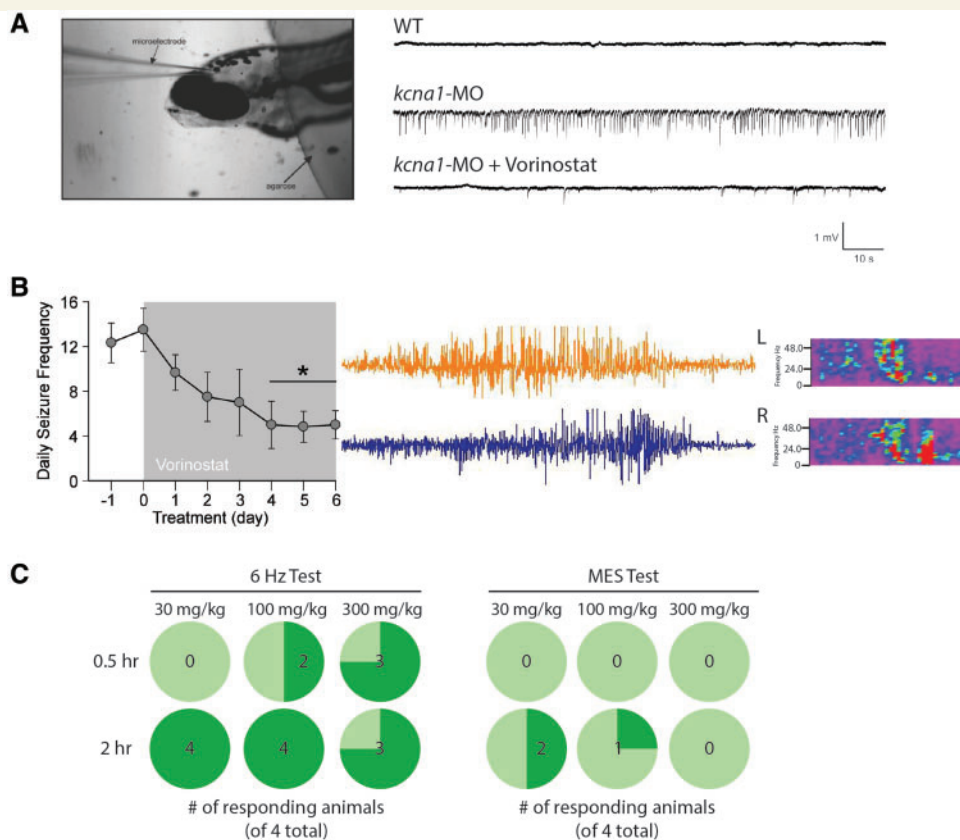 A
microelectrode
agarose
WT
kcna1-MO
kcna1-MO + Vorinostat
1 mV
10 s
B
Daily Seizure Frequency
16
12
8
4
0
Vorinostat
-1 0 1 2 3 4 5 6
Treatment (day)
*
L
Frequency Hz
48.0
24.0
0
R
Frequency Hz
48.0
24.0
0
C
6 Hz Test
MES Test
30 mg/kg 100 mg/kg 300 mg/kg
30 mg/kg 100 mg/kg 300 mg/kg
0.5 hr
0 2 3
0 0 0
2 hr
4 4 3
2 1 0
# of responding animals
(of 4 total)
# of responding animals
(of 4 total)